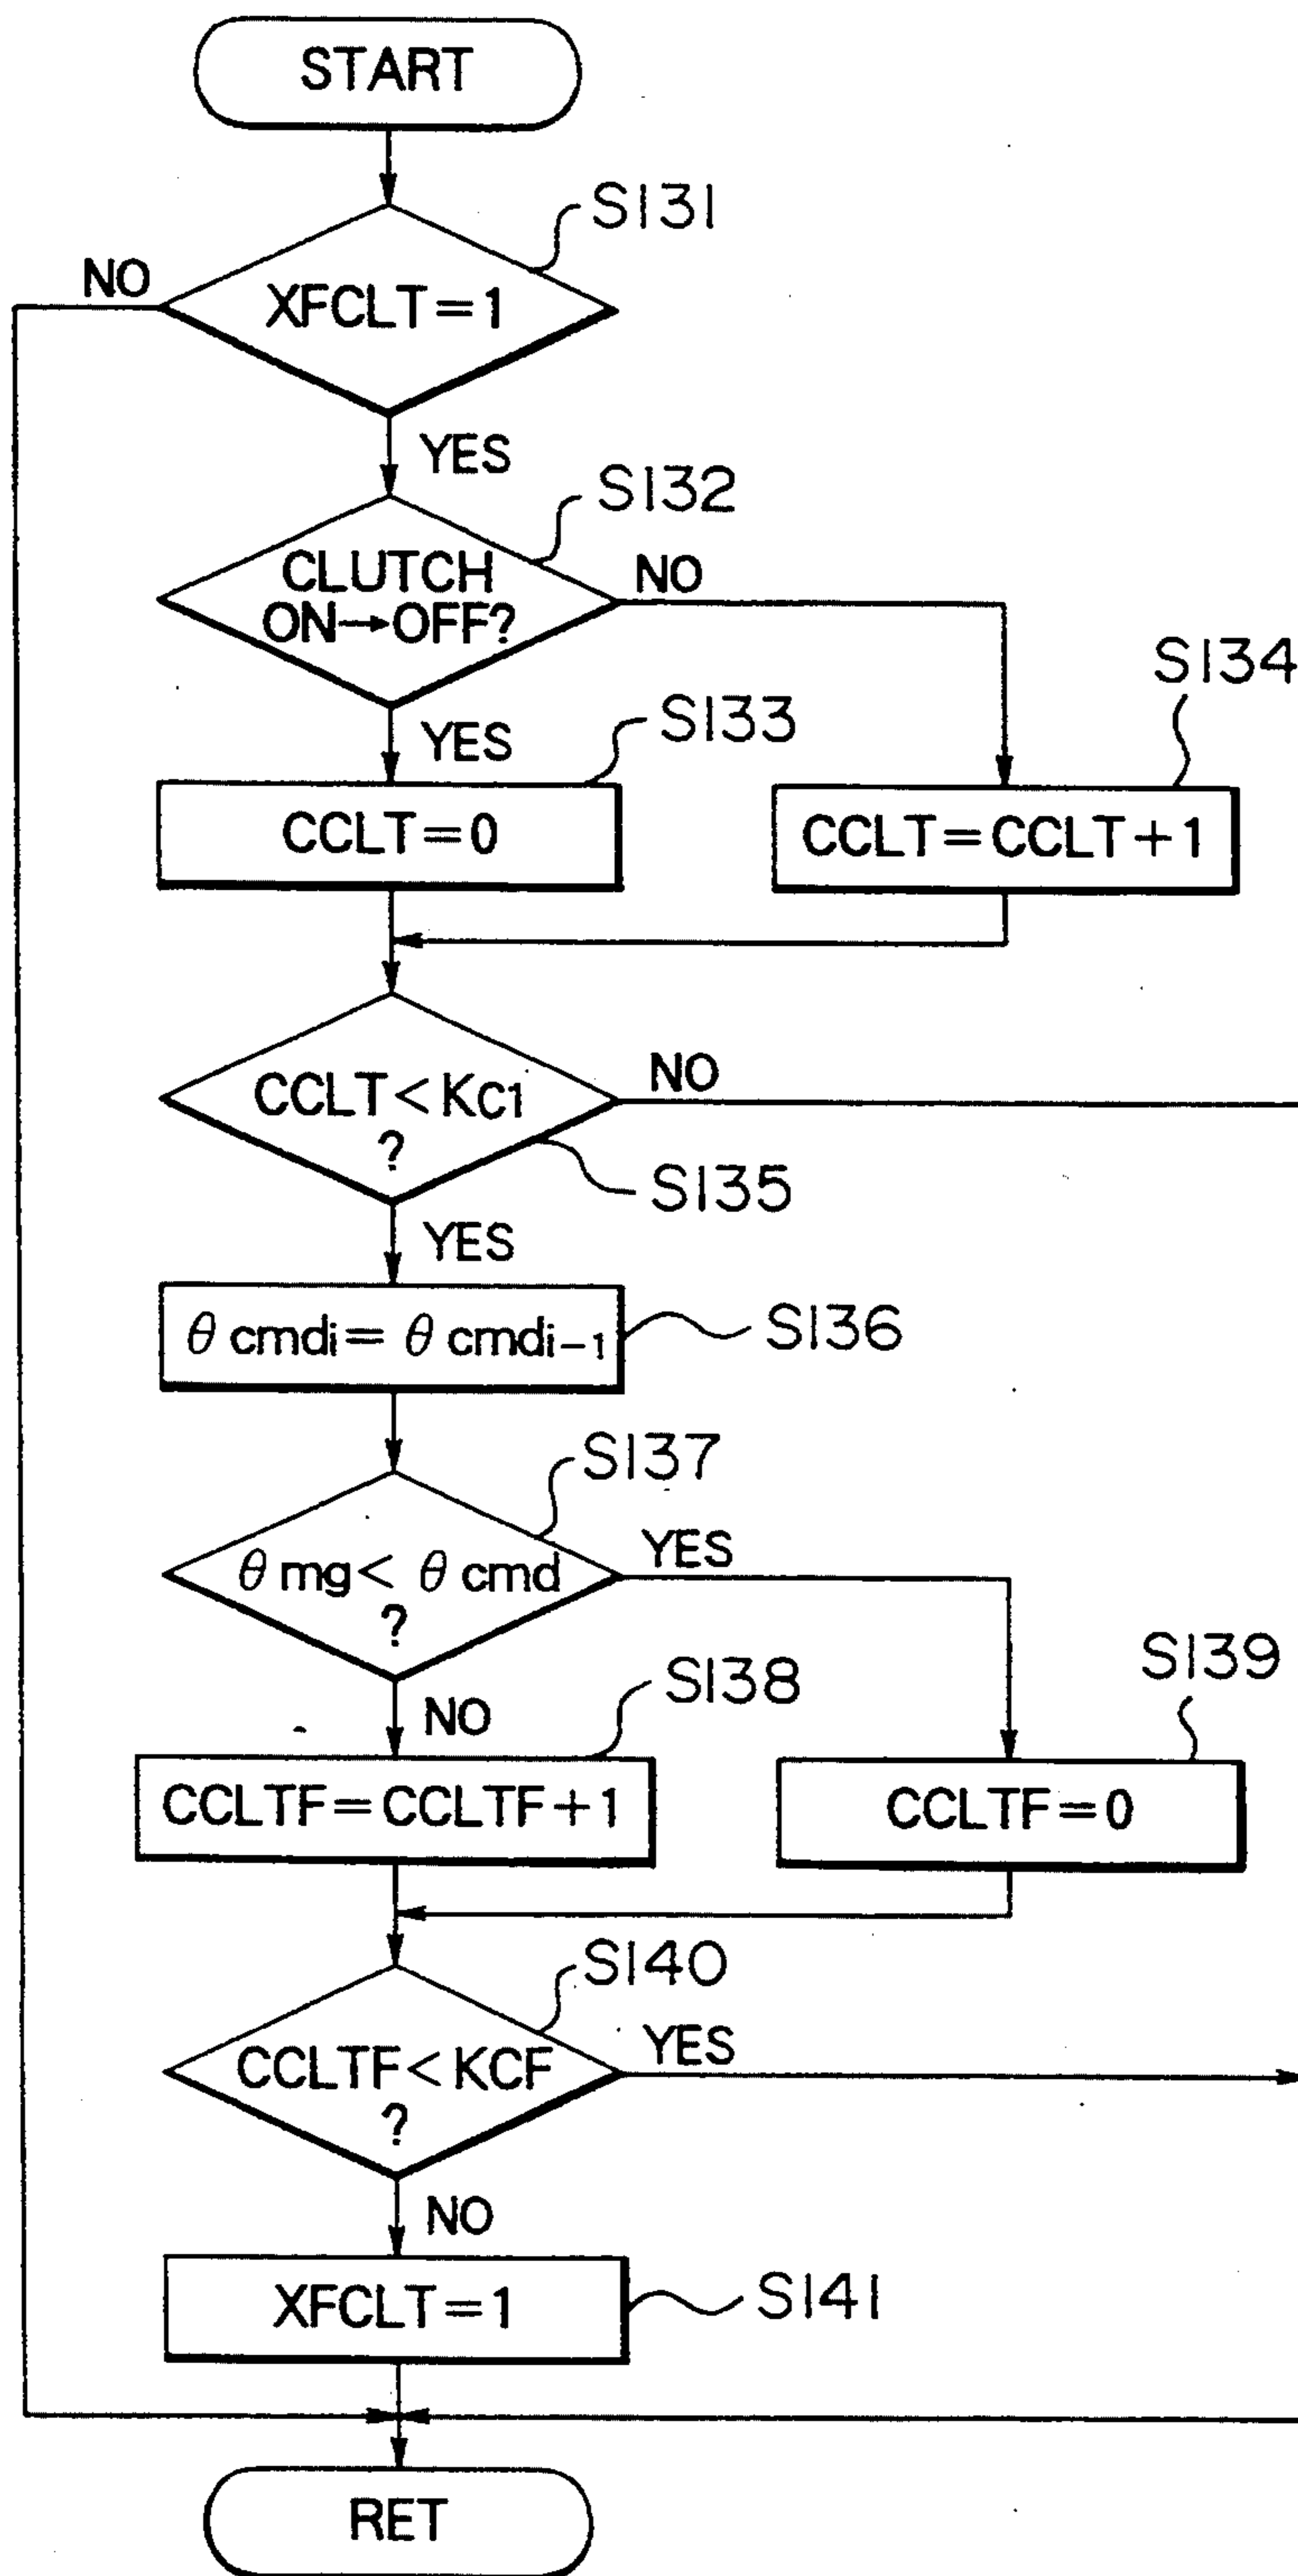 START
S131
NO
XFCLT=1
YES
S132
CLUTCH
ON→OFF?
NO
S134
S133
YES
CCLT=0
CCLT=CCLT+1
CCLT<KC1
?
NO
S135
YES
θ cmdi= θ cmdi-1
S136
S137
θ mg< θ cmd
?
YES
S139
S138
NO
CCLTF=CCLTF+1
CCLTF=0
S140
CCLTF<KCF
?
YES
NO
XFCLT=1
S141
RET